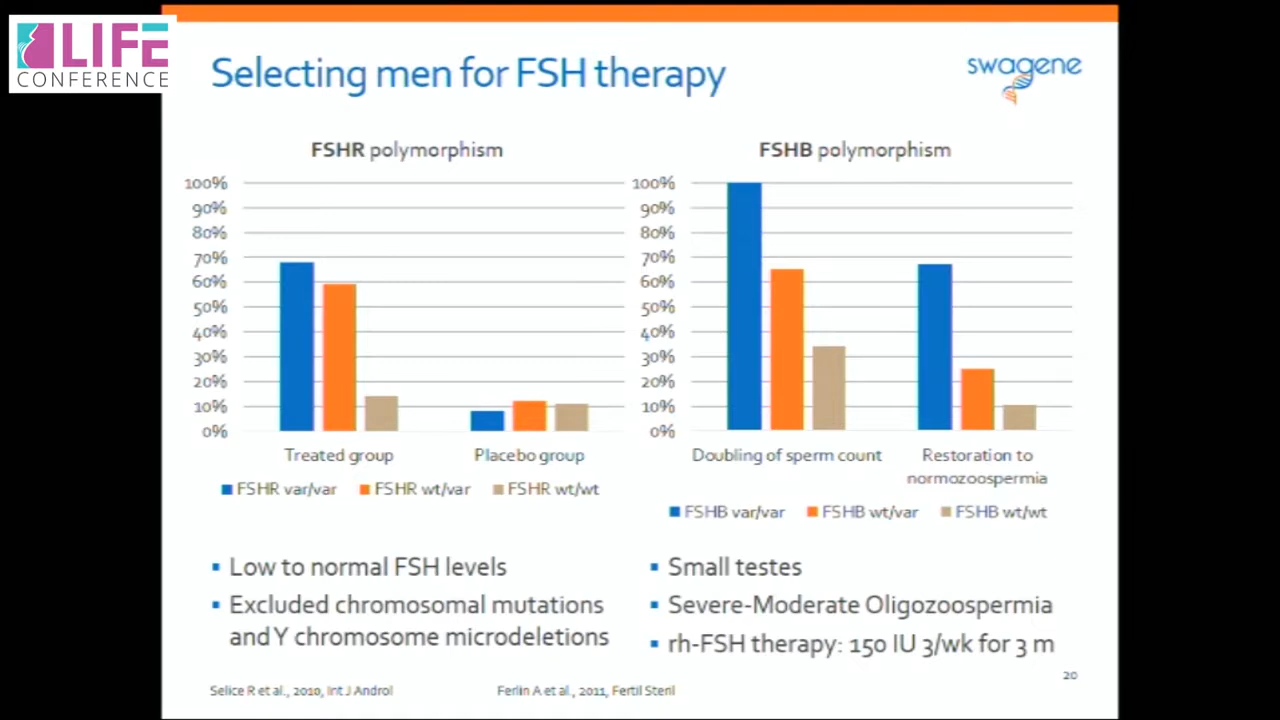 LIFE
CONFERENCE
Selecting men for FSH therapy
swagene
FSHR polymorphism
100%
90%
80%
70%
60%
50%
40%
30%
20%
10%
0%
Treated group
Placebo group
FSHR var/var
FSHR wt/var
FSHR wt/wt
FSHB polymorphism
100%
90%
80%
70%
60%
50%
40%
30%
20%
10%
0%
Doubling of sperm count
Restoration to
normozoospermia
FSHB var/var
FSHB wt/var
FSHB wt/wt
Low to normal FSH levels
Excluded chromosomal mutations
and Y chromosome microdeletions
Small testes
Severe-Moderate Oligozoospermia
rh-FSH therapy: 150 IU 3/wk for 3 m
20
Selice R et al., 2010, Int J Androl
Ferlin A et al., 2011, Fertil Steril